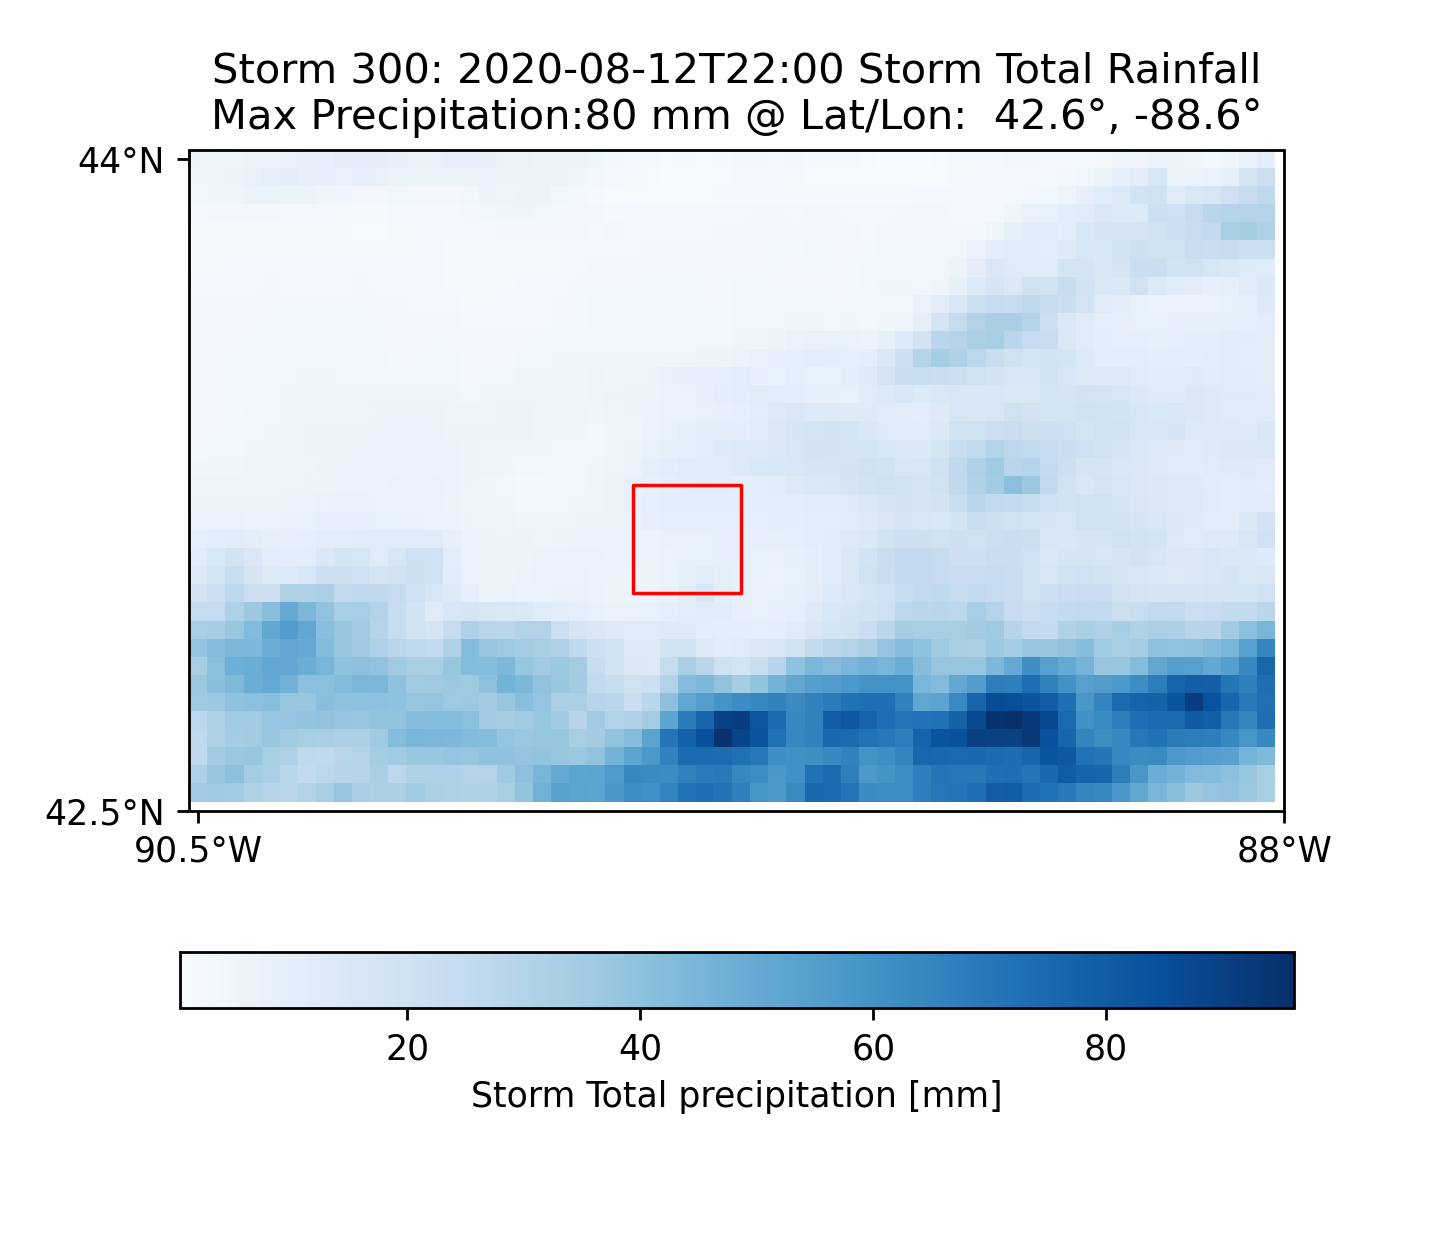 Storm 300: 2020-08-12T22:00 Storm Total Rainfall
Max Precipitation:80 mm @ Lat/Lon:  42.6°, -88.6°
44°N
42.5°N
90.5°W 88°W
20 40 60 80
Storm Total precipitation [mm]